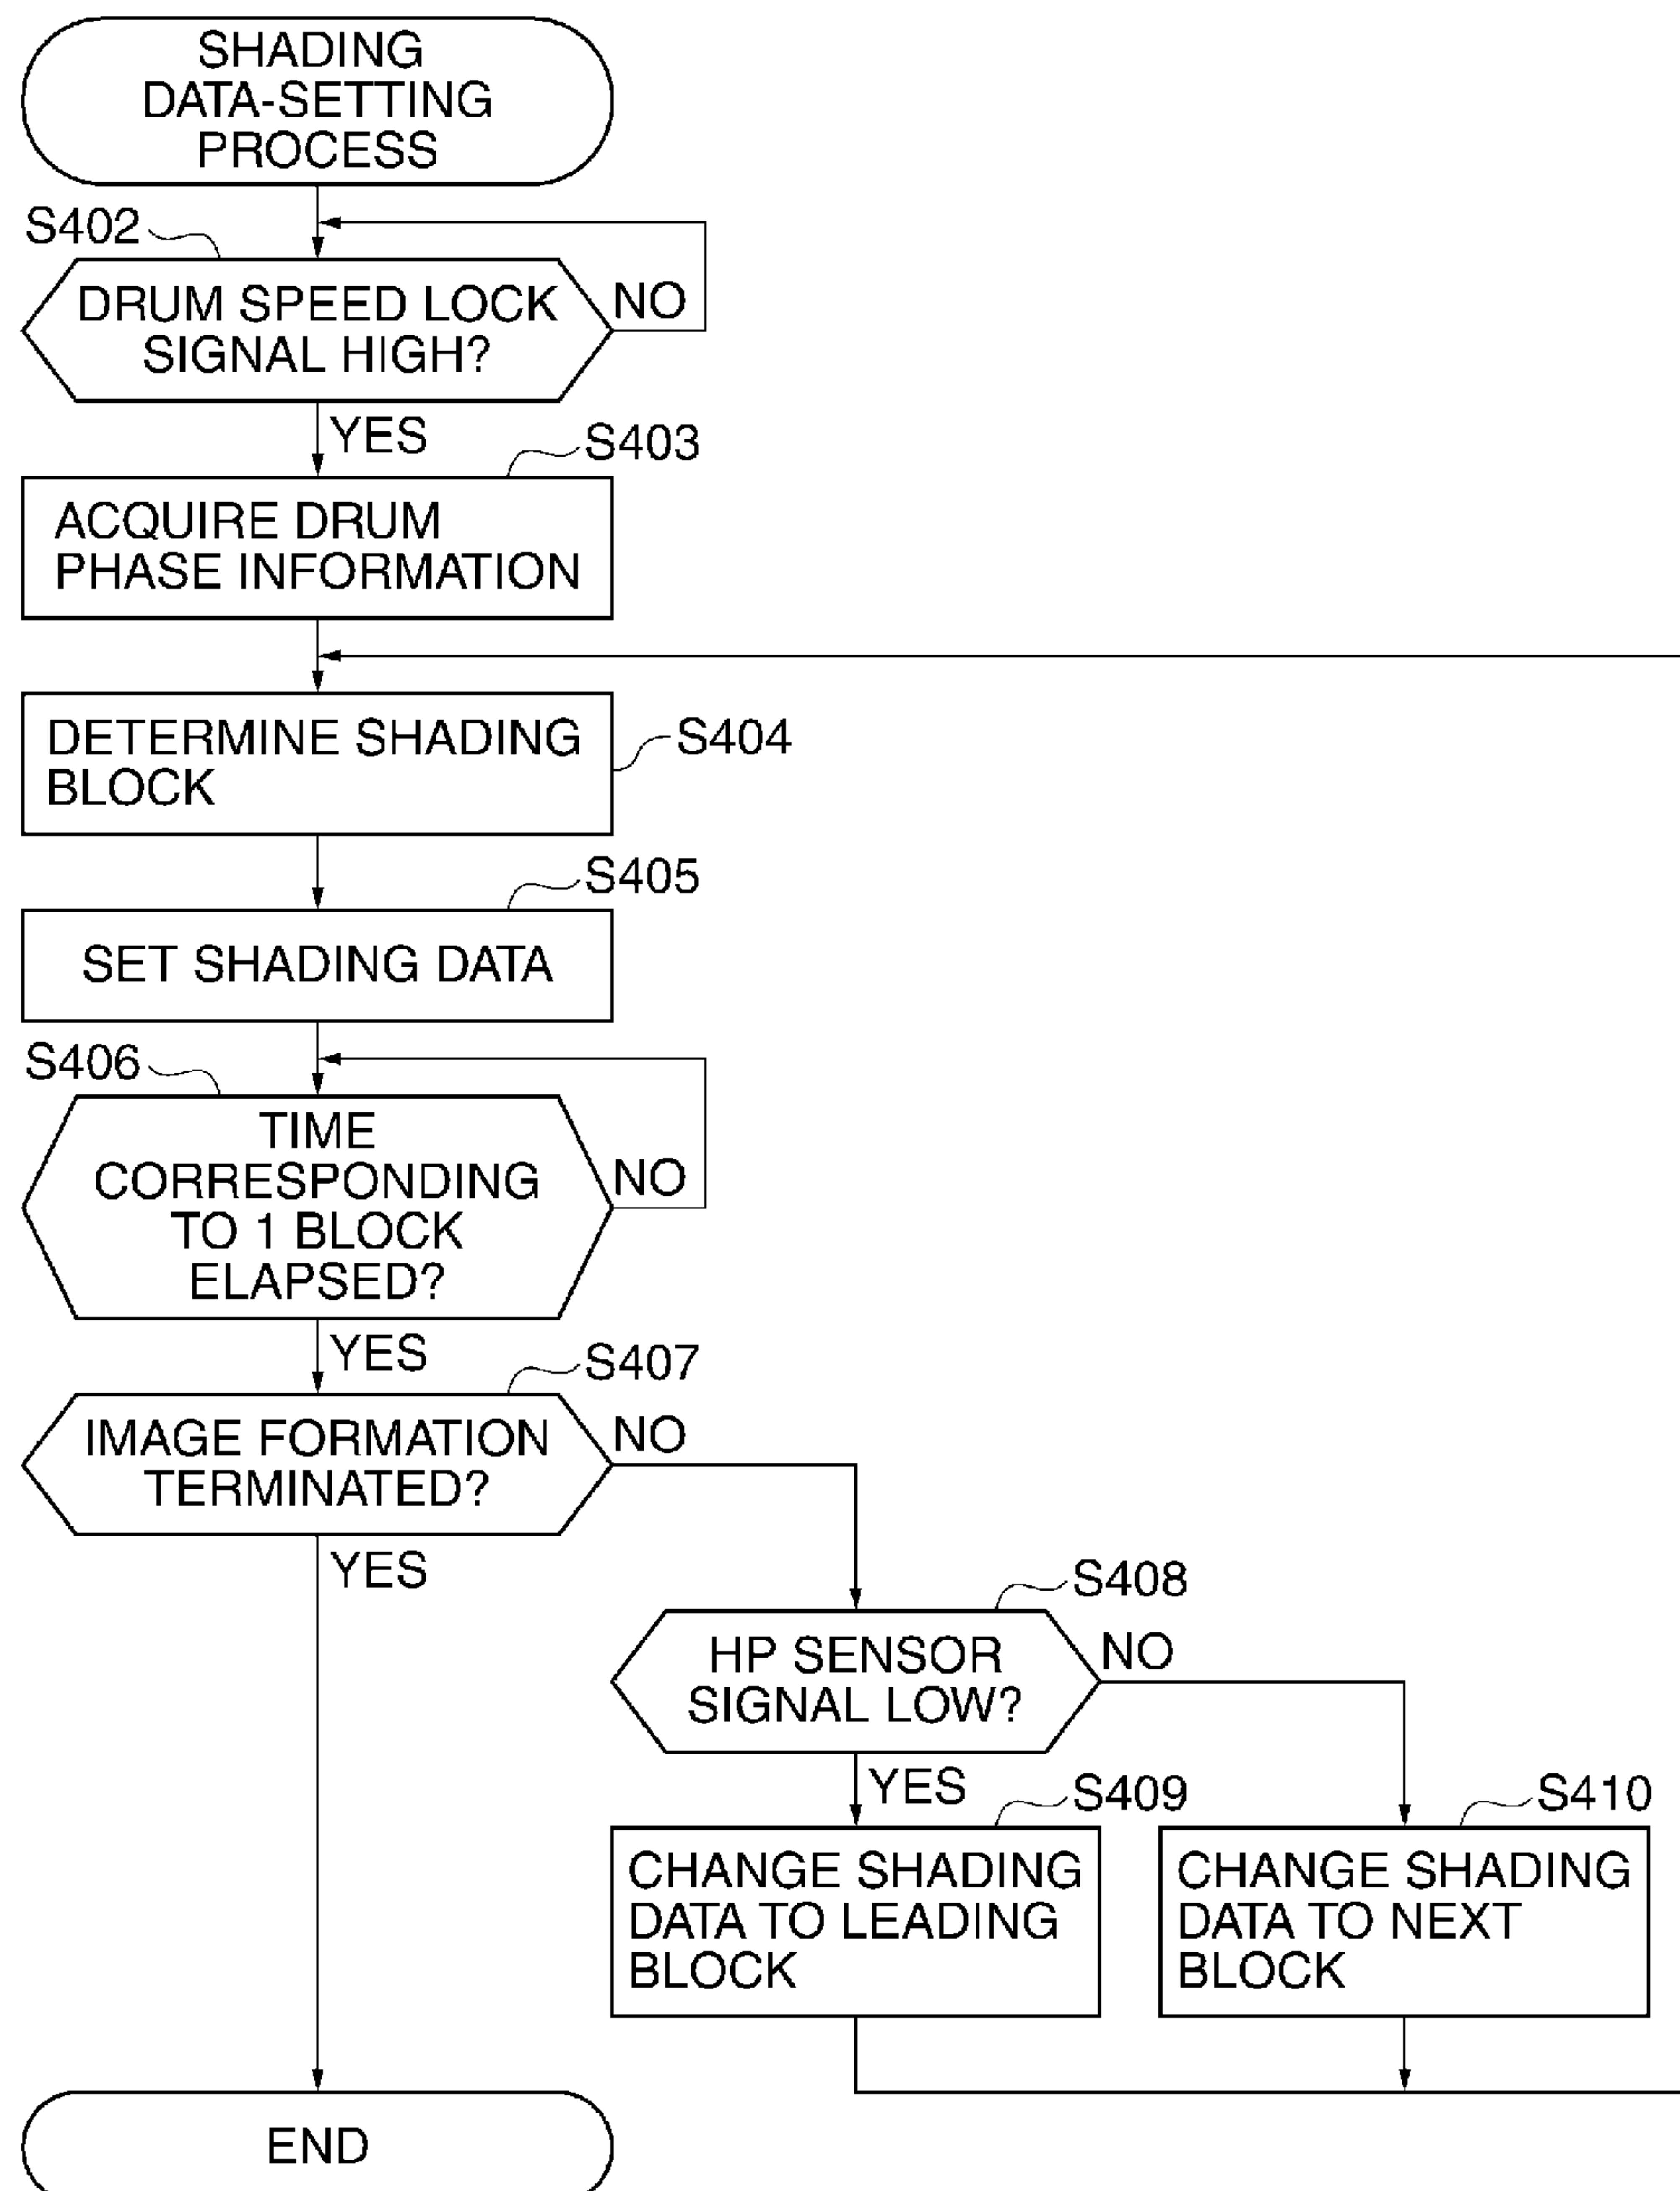 SHADING
DATA-SETTING
PROCESS
S402
DRUM SPEED LOCK
SIGNAL HIGH?
NO
YES
S403
ACQUIRE DRUM
PHASE INFORMATION
DETERMINE SHADING
BLOCK
S404
S405
SET SHADING DATA
S406
TIME
CORRESPONDING
TO 1 BLOCK
ELAPSED?
NO
YES
S407
IMAGE FORMATION
TERMINATED?
NO
YES
S408
HP SENSOR
SIGNAL LOW?
NO
YES
S409
CHANGE SHADING
DATA TO LEADING
BLOCK
S410
CHANGE SHADING
DATA TO NEXT
BLOCK
END